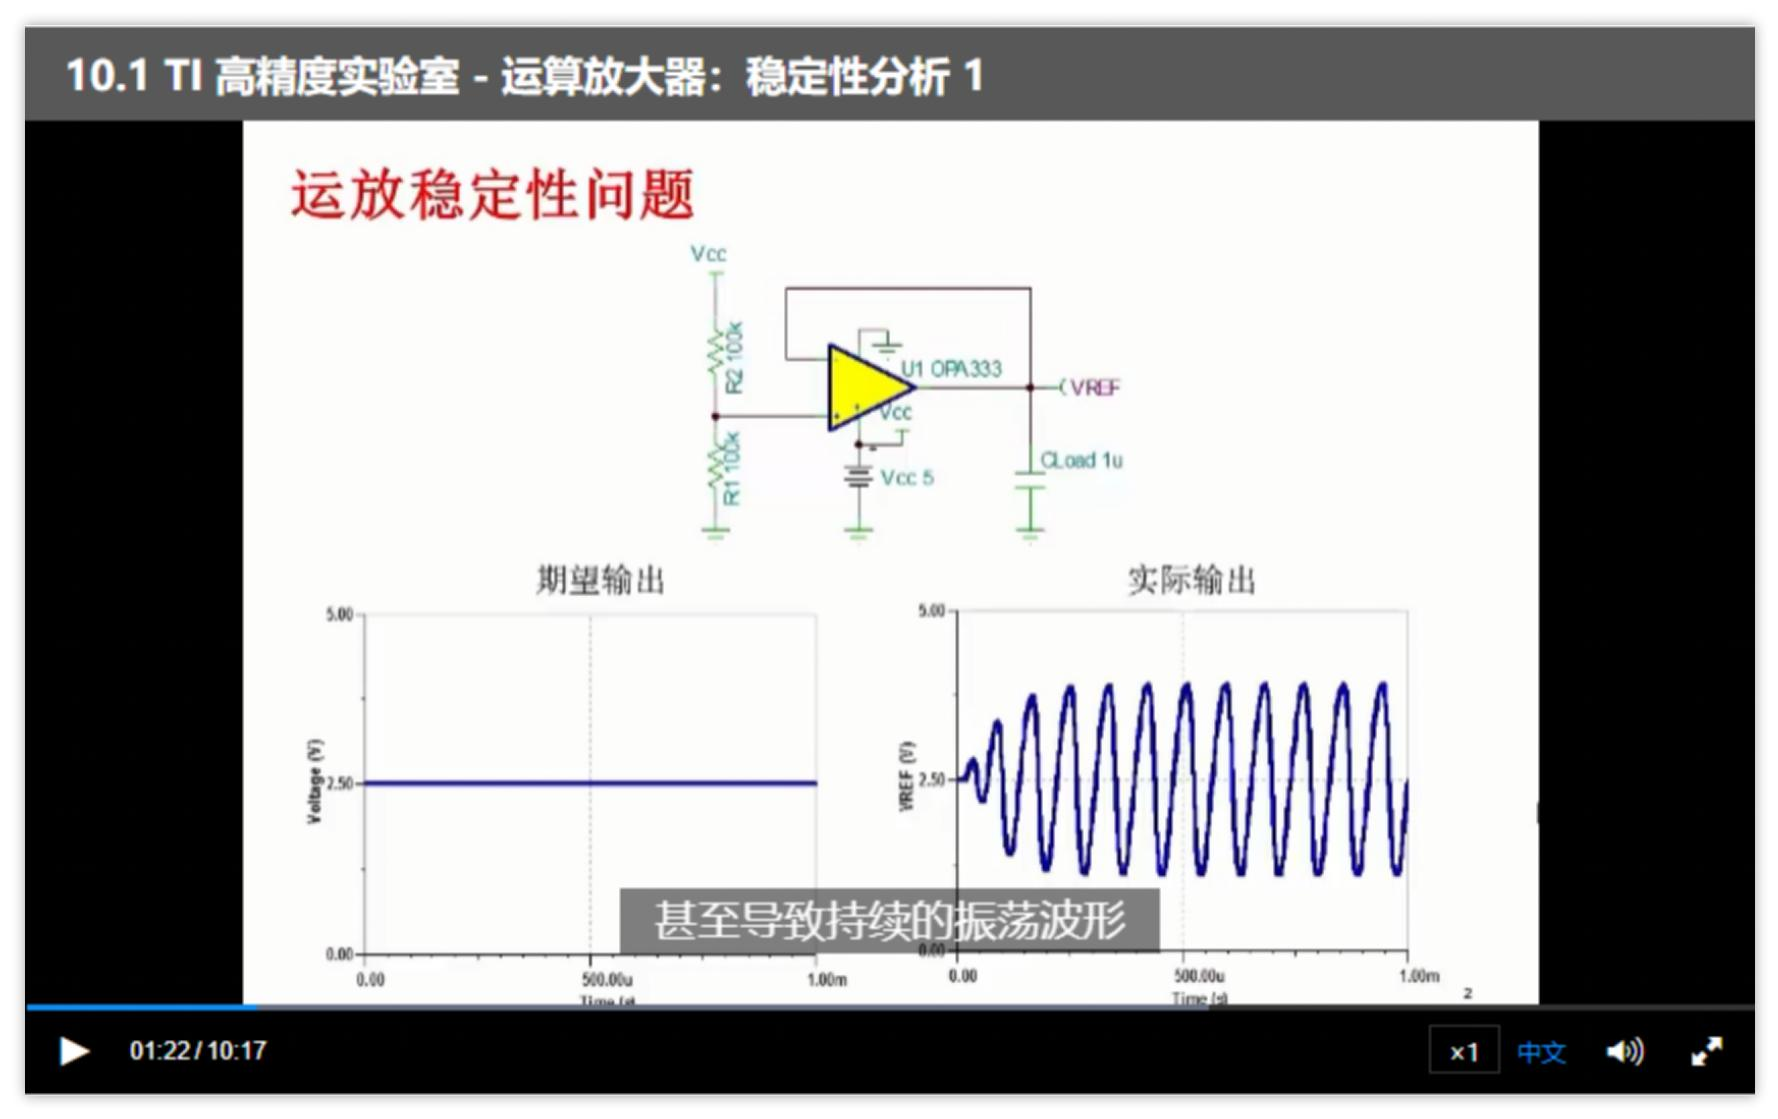 10.1 TI 高精度实验室 - 运算放大器：稳定性分析 1
运放稳定性问题
Vcc
R2 100k
U1 OPA333
VREF
Vcc
R1 100k
CLoad 1u
Vcc 5
期望输出
实际输出
5.00
5.00
Voltage (V)
2.50
VREF (V)
2.50
甚至导致持续的振荡波形
0.00
0.00
0.00
500.00u
1.00m
0.00
500.00u
1.00m
Time (s)
Time (s)
2
01:22/10:17
x1
中文